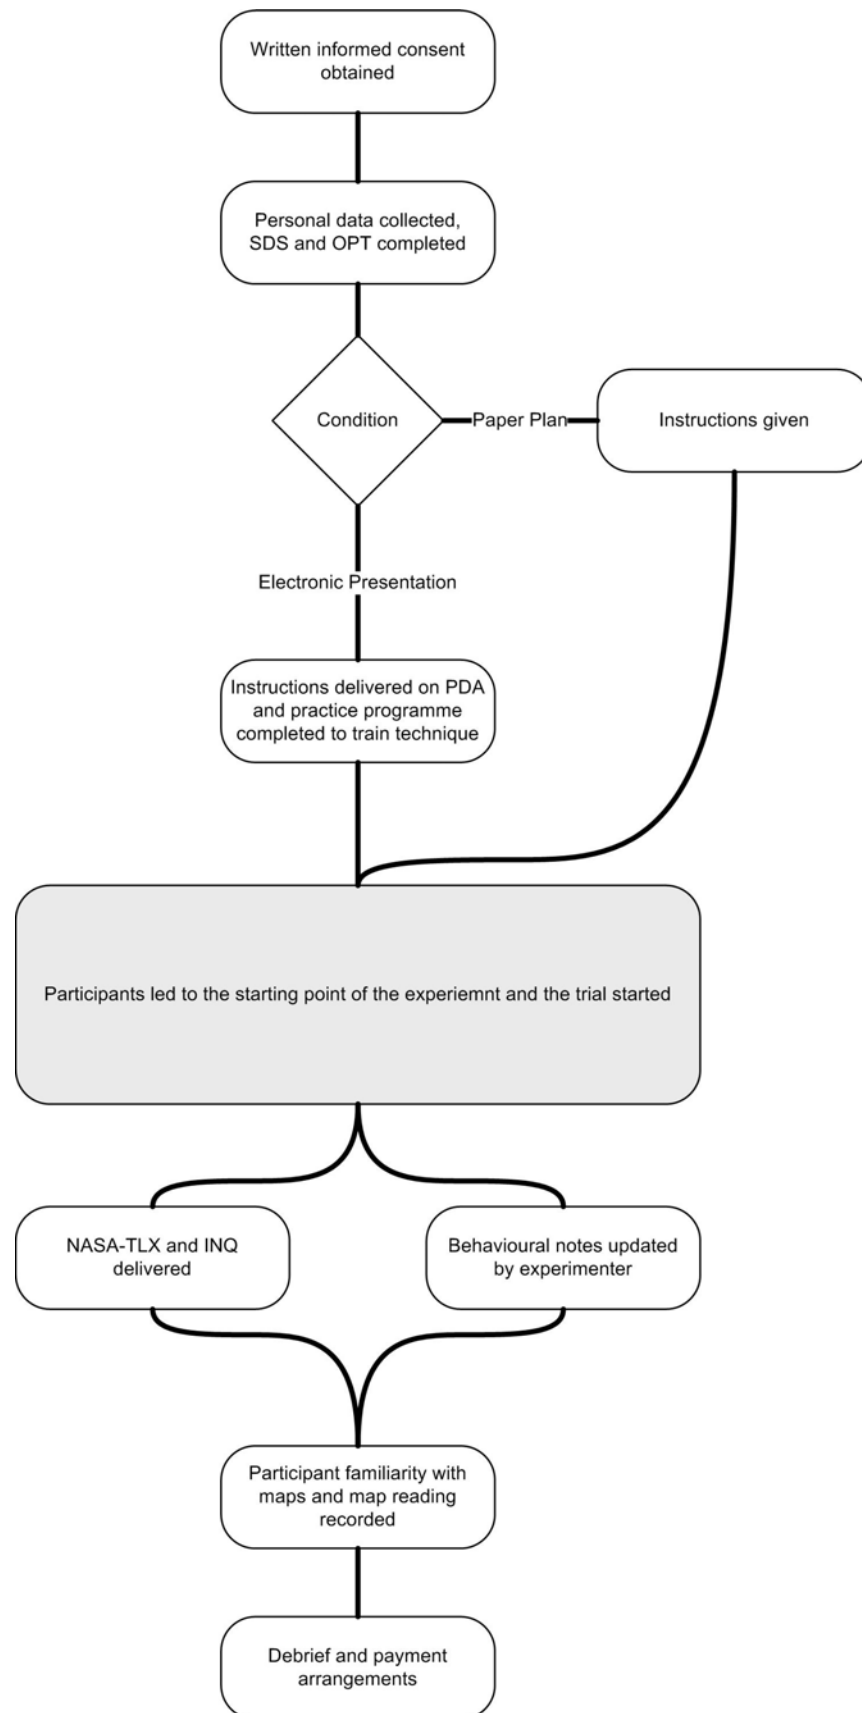 Written informed consent
obtained
Personal data collected,
SDS and OPT completed
Condition
Paper Plan
Instructions given
Electronic Presentation
Instructions delivered on PDA
and practice programme
completed to train technique
Participants led to the starting point of the experiemnt and the trial started
NASA-TLX and INQ
delivered
Behavioural notes updated
by experimenter
Participant familiarity with
maps and map reading
recorded
Debrief and payment
arrangements